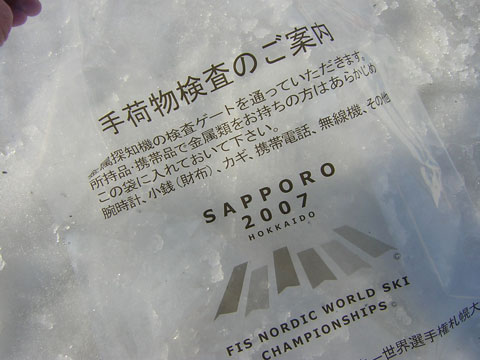 手荷物検査のご案内
金属探知機の検査ゲートを通っていただきます。
所持品・携帯品で金属類をお持ちの方はあらかじめ
この袋に入れておいて下さい。
腕時計、小銭(財布)、カギ、携帯電話、無線機、その他
SAPPORO
2007
HOKKAIDO
©
FIS NORDIC WORLD SKI
CHAMPIONSHIPS©
ー世界選手権札幌大